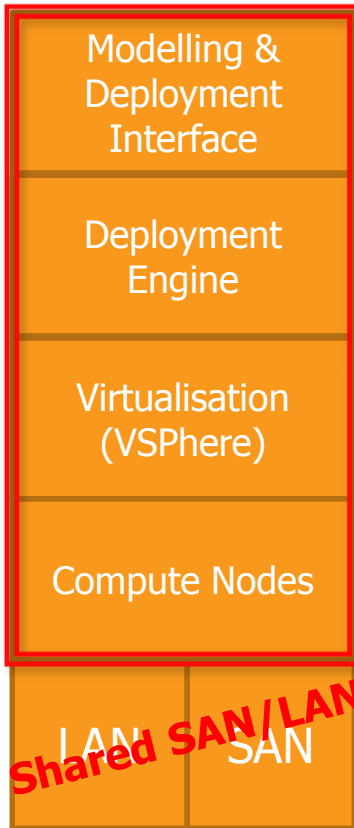 Modelling &
Deployment
Interface
Deployment
Engine
Virtualisation
(VSPhere)
Compute Nodes
LAN
SAN
Shared SAN/LAN